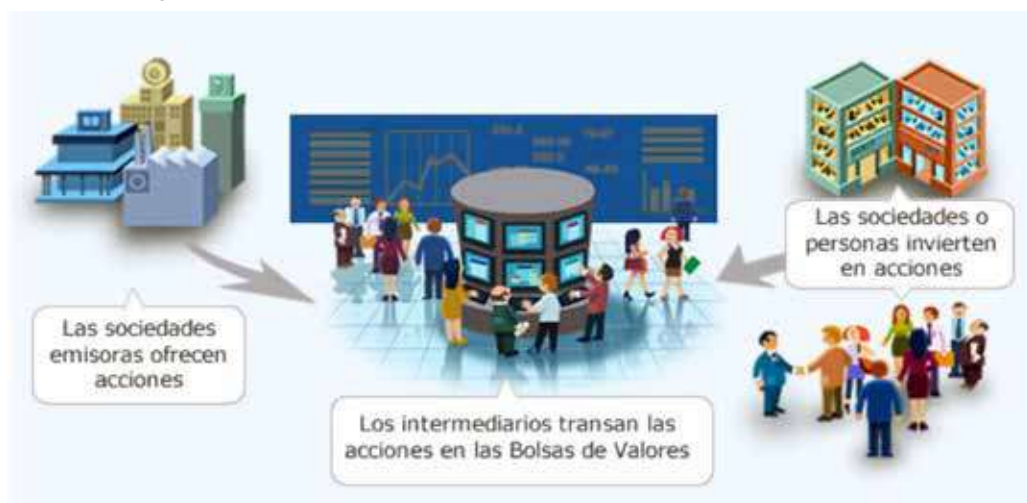 Las sociedades
emisoras ofrecen
acciones
Los intermediarios transan las
acciones en las Bolsas de Valores
Las sociedades o
personas invierten
en acciones